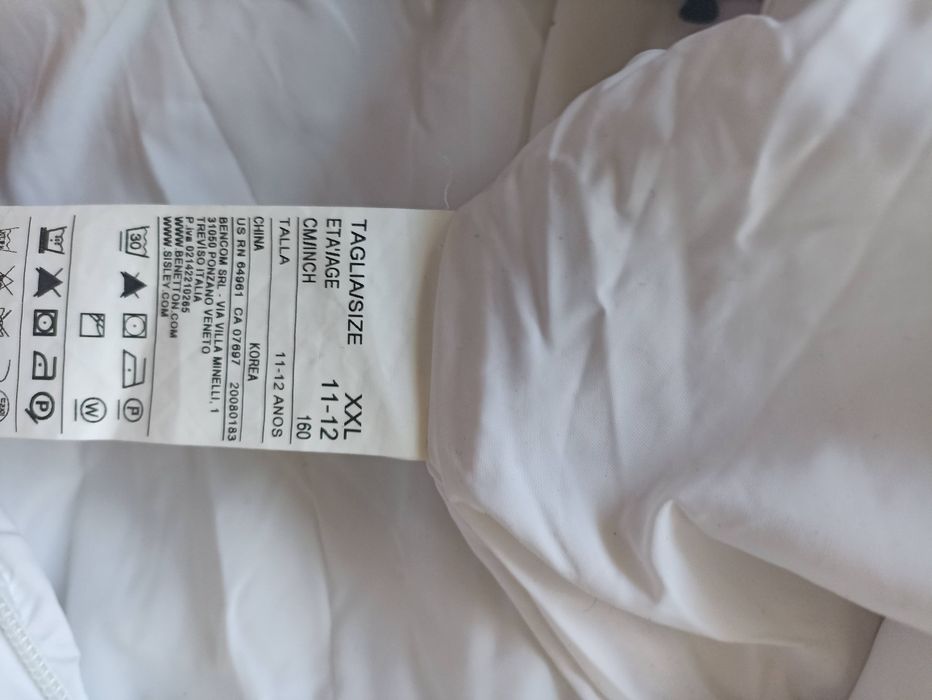 TAGLIA/SIZE XXL
ETA'/AGE 11-12
CM/INCH 160
TALLA 11-12 ANOS
CHINA KOREA
US RN 64961 CA 07697 20080183
BENCOM SRL - VIA VILLA MINELLI, 1
31050 PONZANO VENETO
TREVISO ITALIA
P.iva 02142210265
WWW.BENETTON.COM
WWW.SISLEY.COM
30 P
W
P